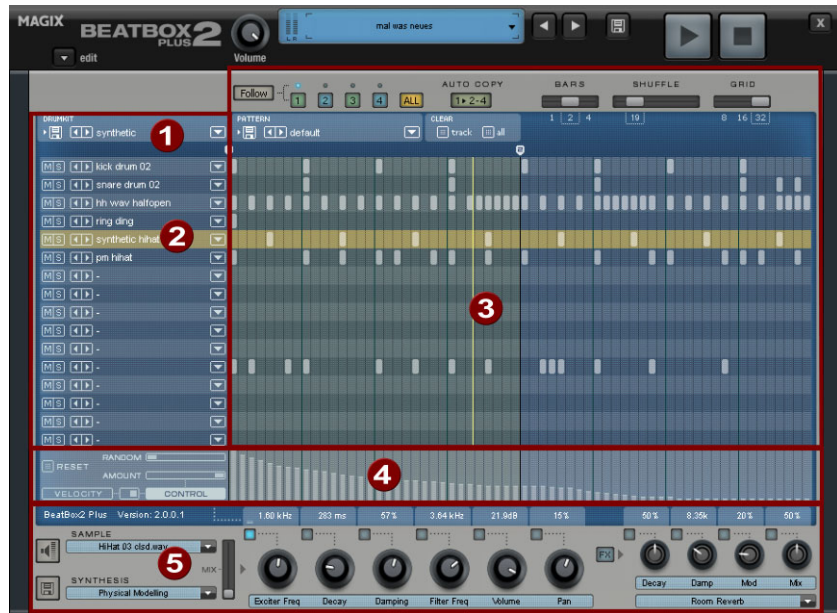 MAGIX
BEATBOX 2
PLUS
edit
Volume
L
R
mal was neues
X
Follow
1
2
3
4
ALL
AUTO COPY
1▸2-4
BARS
SHUFFLE
GRID
1 2 4
19
8 16 32
DRUMKIT
synthetic
1
PATTERN
default
CLEAR
track
all
M S kick drum 02
M S snare drum 02
M S hh wav halfopen
M S ring ding
M S synthetic hihat
2
M S pm hihat
M S -
M S -
M S -
3
M S -
M S -
M S -
M S -
M S -
M S -
M S -
RESET
RANDOM
AMOUNT
4
VELOCITY
CONTROL
BeatBox2 Plus Version: 2.0.0.1
1.60 kHz
283 ms
57%
3.64 kHz
21.9dB
15%
50%
8.35k
20%
50%
SAMPLE
HiHat 03 clsd.wav
5
MIX
SYNTHESIS
Physical Modelling
FX
Exciter Freq
Decay
Damping
Filter Freq
Volume
Pan
Decay
Damp
Mod
Mix
Room Reverb